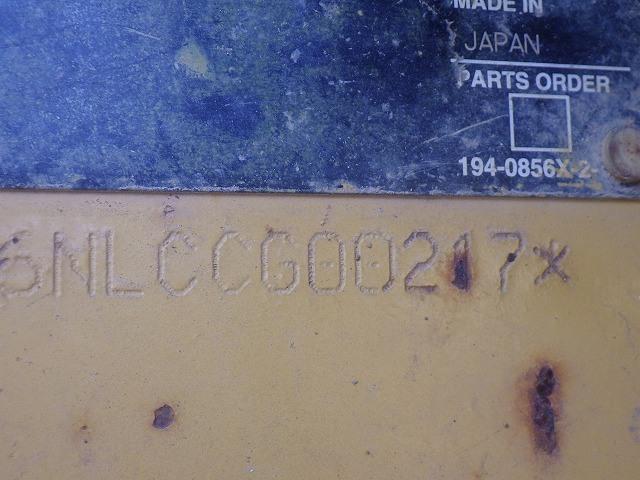 MADE IN
JAPAN
PARTS ORDER
194-0856X-2-
6NLCCG00217*